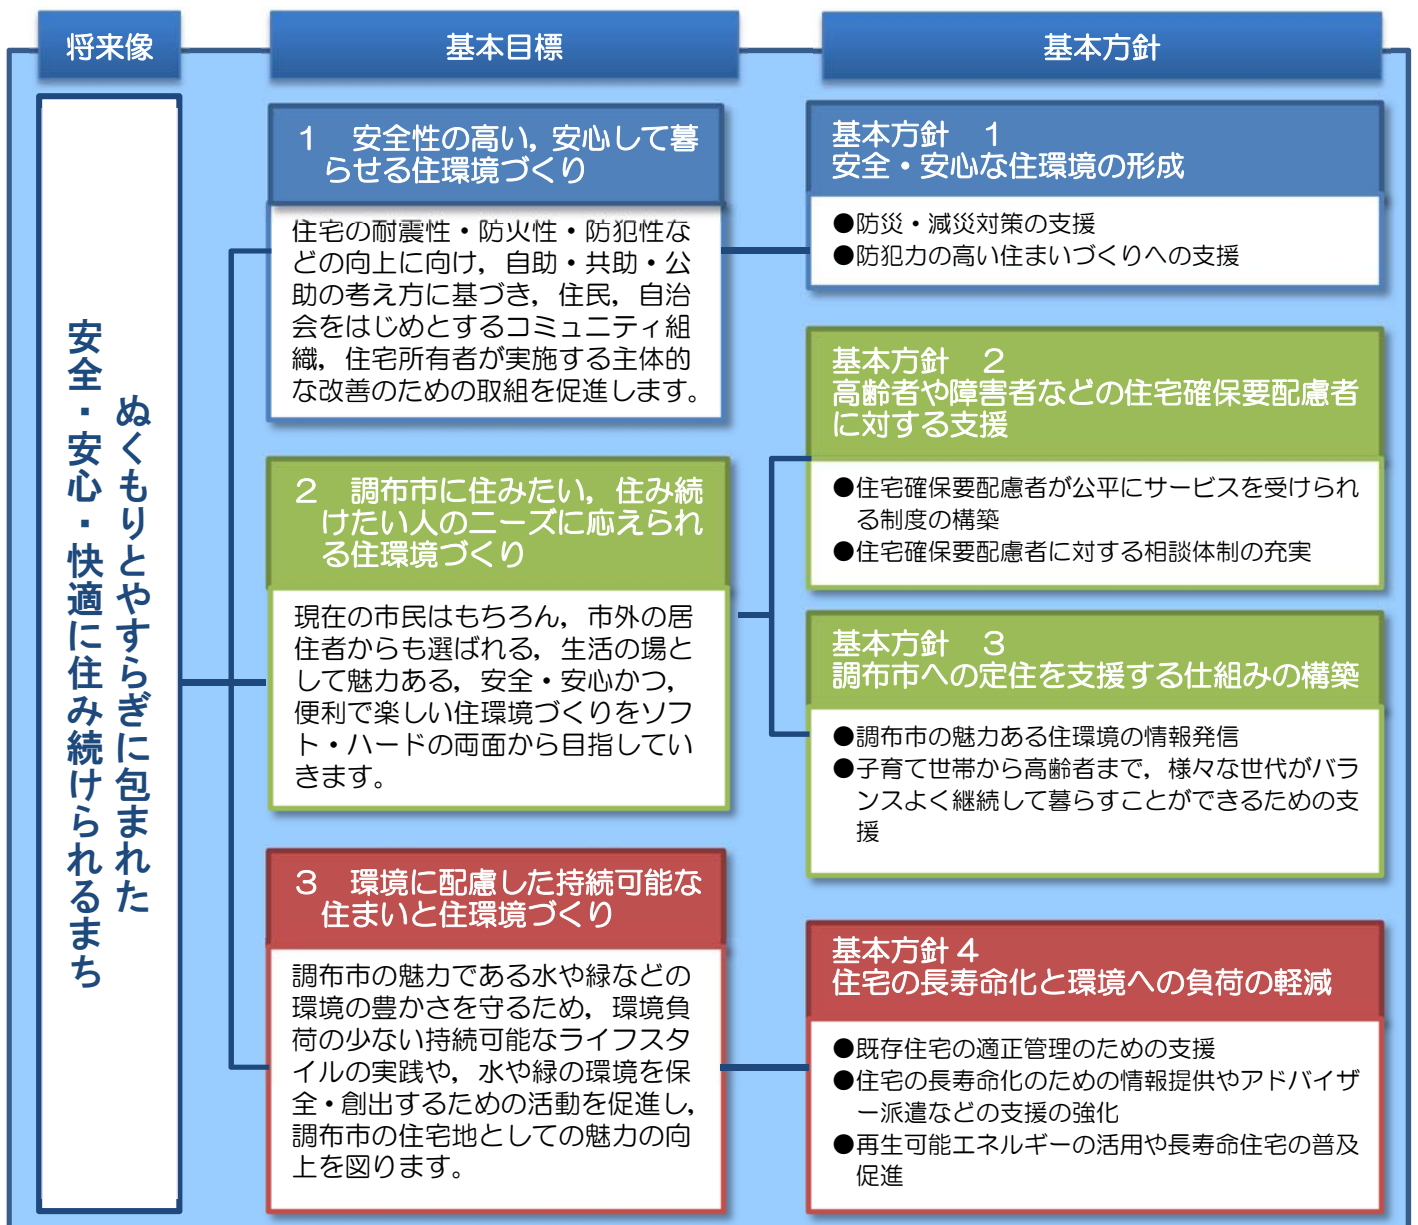 将来像
基本目標
基本方針
ぬくもりとやすらぎに包まれた
安全・安心・快適に住み続けられるまち
１　安全性の高い，安心して暮
らせる住環境づくり
住宅の耐震性・防火性・防犯性な
どの向上に向け，自助・共助・公
助の考え方に基づき，住民，自治
会をはじめとするコミュニティ組
織，住宅所有者が実施する主体的
な改善のための取組を促進します。
２　調布市に住みたい，住み続
けたい人のニーズに応えられ
る住環境づくり
現在の市民はもちろん，市外の居
住者からも選ばれる，生活の場と
して魅力ある，安全・安心かつ，
便利で楽しい住環境づくりをソフ
ト・ハードの両面から目指してい
きます。
３　環境に配慮した持続可能な
住まいと住環境づくり
調布市の魅力である水や緑などの
環境の豊かさを守るため，環境負
荷の少ない持続可能なライフスタ
イルの実践や，水や緑の環境を保
全・創出するための活動を促進し，
調布市の住宅地としての魅力の向
上を図ります。
基本方針　１
安全・安心な住環境の形成
●防災・減災対策の支援
●防犯力の高い住まいづくりへの支援
基本方針　２
高齢者や障害者などの住宅確保要配慮者
に対する支援
●住宅確保要配慮者が公平にサービスを受けられ
る制度の構築
●住宅確保要配慮者に対する相談体制の充実
基本方針　３
調布市への定住を支援する仕組みの構築
●調布市の魅力ある住環境の情報発信
●子育て世帯から高齢者まで，様々な世代がバラ
ンスよく継続して暮らすことができるための支
援
基本方針４
住宅の長寿命化と環境への負荷の軽減
●既存住宅の適正管理のための支援
●住宅の長寿命化のための情報提供やアドバイザ
ー派遣などの支援の強化
●再生可能エネルギーの活用や長寿命住宅の普及
促進